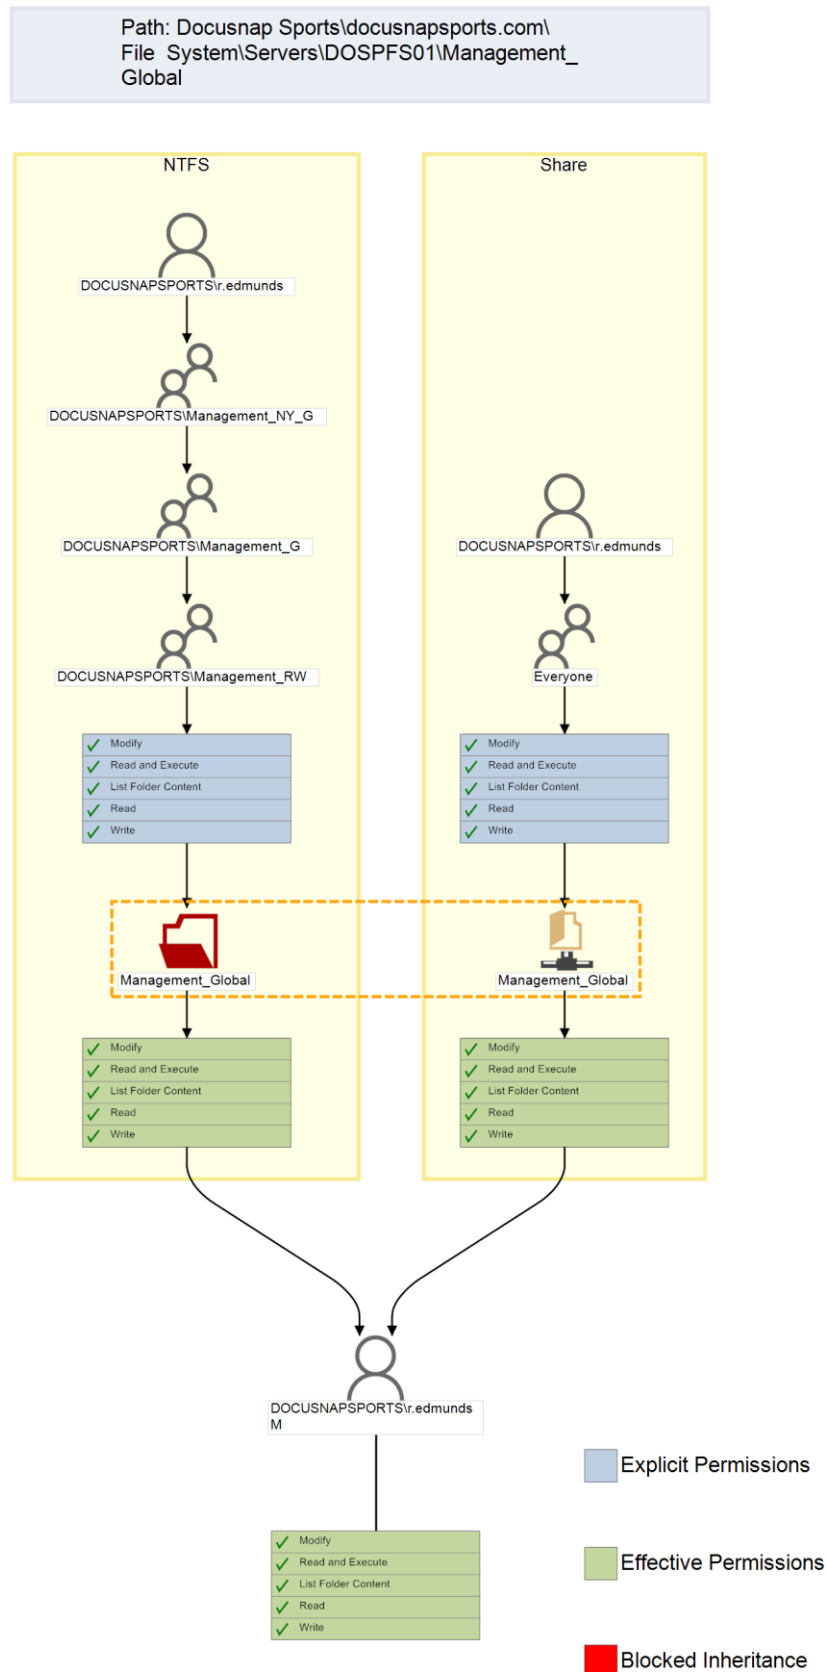 Path: Docusnap Sports\docusnapsports.com\
File System\Servers\DOSPFS01\Management_
Global
NTFS
DOCUSNAPSPORTS\r.edmunds
DOCUSNAPSPORTS\Management_NY_G
DOCUSNAPSPORTS\Management_G
DOCUSNAPSPORTS\Management_RW
Modify
Read and Execute
List Folder Content
Read
Write
Management_Global
Modify
Read and Execute
List Folder Content
Read
Write
Share
DOCUSNAPSPORTS\r.edmunds
Everyone
Modify
Read and Execute
List Folder Content
Read
Write
Management_Global
Modify
Read and Execute
List Folder Content
Read
Write
DOCUSNAPSPORTS\r.edmunds
M
Modify
Read and Execute
List Folder Content
Read
Write
Explicit Permissions
Effective Permissions
Blocked Inheritance